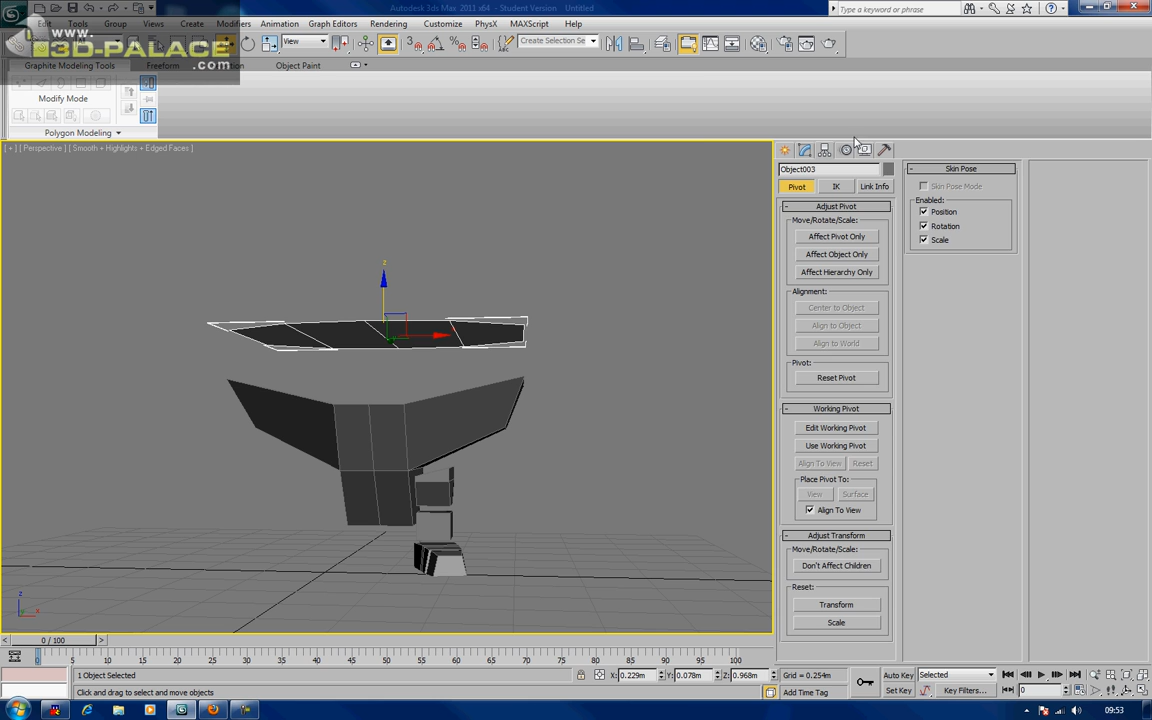 Autodesk 3ds Max 2011 x64 - Student Version Untitled
Type a keyword or phrase
Edit Tools Group Views Create Modifiers Animation Graph Editors Rendering Customize PhysX MAXScript Help
www.
3D-PALACE
.com
View
Create Selection Se
Graphite Modeling Tools Freeform Object Paint
Modify Mode
Polygon Modeling
[ + ] [ Perspective ] [ Smooth + Highlights + Edged Faces ]
z
Object003
Pivot IK Link Info
Adjust Pivot
Move/Rotate/Scale:
Affect Pivot Only
Affect Object Only
Affect Hierarchy Only
Alignment:
Center to Object
Align to Object
Align to World
Pivot:
Reset Pivot
Working Pivot
Edit Working Pivot
Use Working Pivot
Align To View Reset
Place Pivot To:
View Surface
Align To View
Adjust Transform
Move/Rotate/Scale:
Don't Affect Children
Reset:
Transform
Scale
Skin Pose
Skin Pose Mode
Enabled:
Position
Rotation
Scale
z
x
0 / 100
0 5 10 15 20 25 30 35 40 45 50 55 60 65 70 75 80 85 90 95 100
1 Object Selected X: 0.229m Y: 0.078m Z: 0.968m Grid = 0.254m Auto Key Selected
Click and drag to select and move objects Add Time Tag Set Key Key Filters... 0
09:53